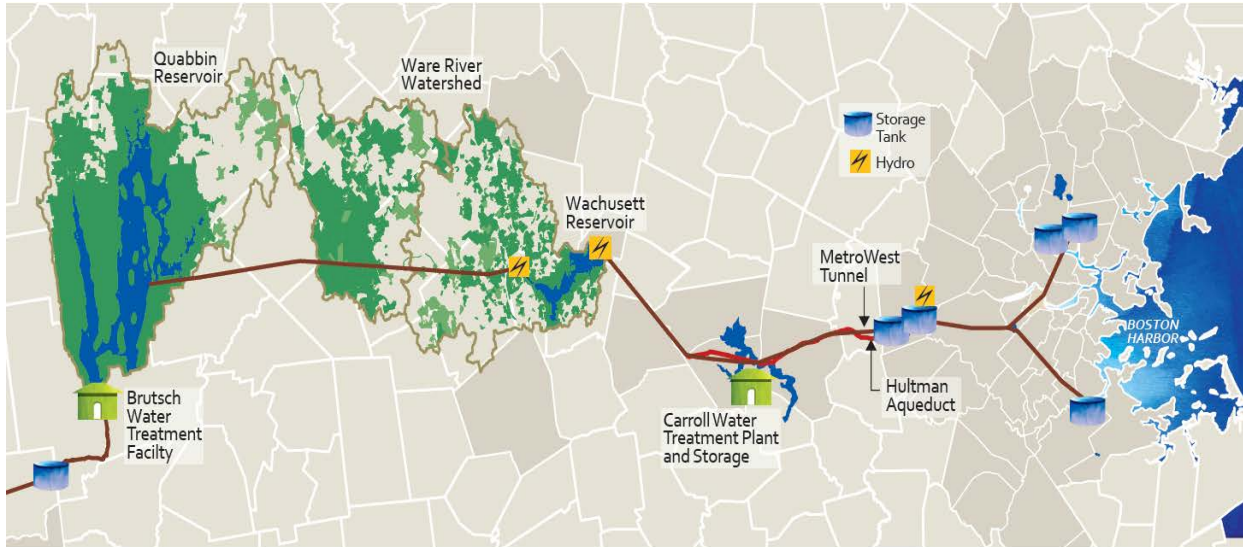 Quabbin
Reservoir
Ware River
Watershed
Storage
Tank
Hydro
Wachusett
Reservoir
MetroWest
Tunnel
BOSTON
HARBOR
Hultman
Aqueduct
Brutsch
Water
Treatment
Facilty
Carroll Water
Treatment Plant
and Storage